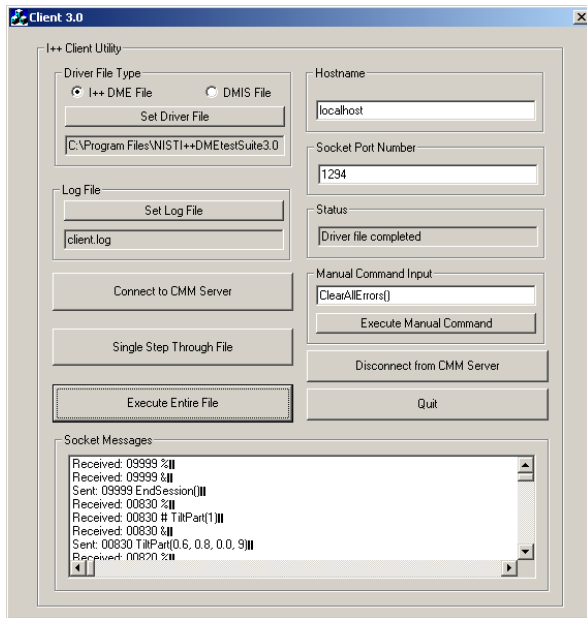 Client 3.0
I++ Client Utility
Driver File Type
I++ DME File
DMIS File
Set Driver File
C:\Program Files\NISTI++DMEtestSuite3.0
Log File
Set Log File
client.log
Connect to CMM Server
Single Step Through File
Execute Entire File
Hostname
localhost
Socket Port Number
1294
Status
Driver file completed
Manual Command Input
ClearAllErrors()
Execute Manual Command
Disconnect from CMM Server
Quit
Socket Messages
Received: 09999 %
Received: 09999 &
Sent: 09999 EndSession()
Received: 00830 %
Received: 00830 # TiltPart(1)
Received: 00830 &
Sent: 00830 TiltPart(0.6, 0.8, 0.0, 9)
Received: 00820 %